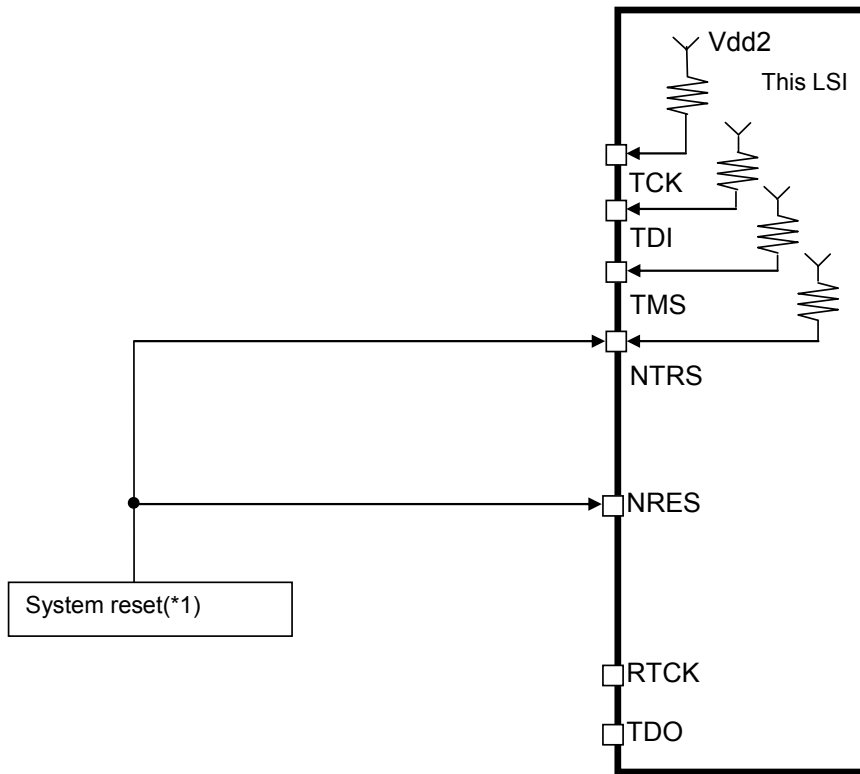 Vdd2
This LSI
TCK
TDI
TMS
NTRS
NRES
System reset(*1)
RTCK
TDO